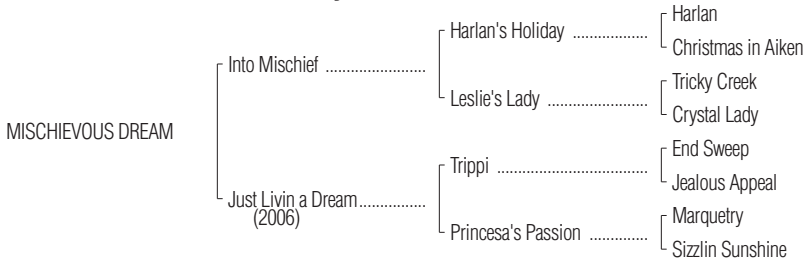 Harlan
Harlan's Holiday ..................
Christmas in Aiken
Into Mischief ........................
Tricky Creek
Leslie's Lady ........................
Crystal Lady
MISCHIEVOUS DREAM
End Sweep
Trippi ....................................
Jealous Appeal
Just Livin a Dream................
(2006)
Marquetry
Princesa's Passion ..............
Sizzlin Sunshine